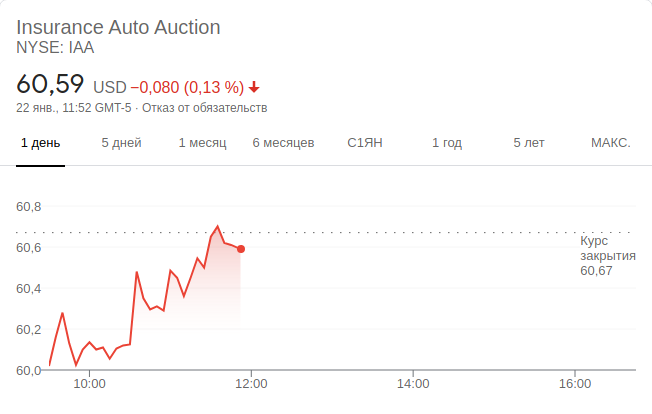 Insurance Auto Auction
NYSE: IAA
60,59 USD −0,080 (0,13 %)
22 янв., 11:52 GMT-5 · Отказ от обязательств
1 день 5 дней 1 месяц 6 месяцев С1ЯН 1 год 5 лет МАКС.
60,8
60,6
60,4
60,2
60,0
Курс
закрытия
60,67
10:00 12:00 14:00 16:00